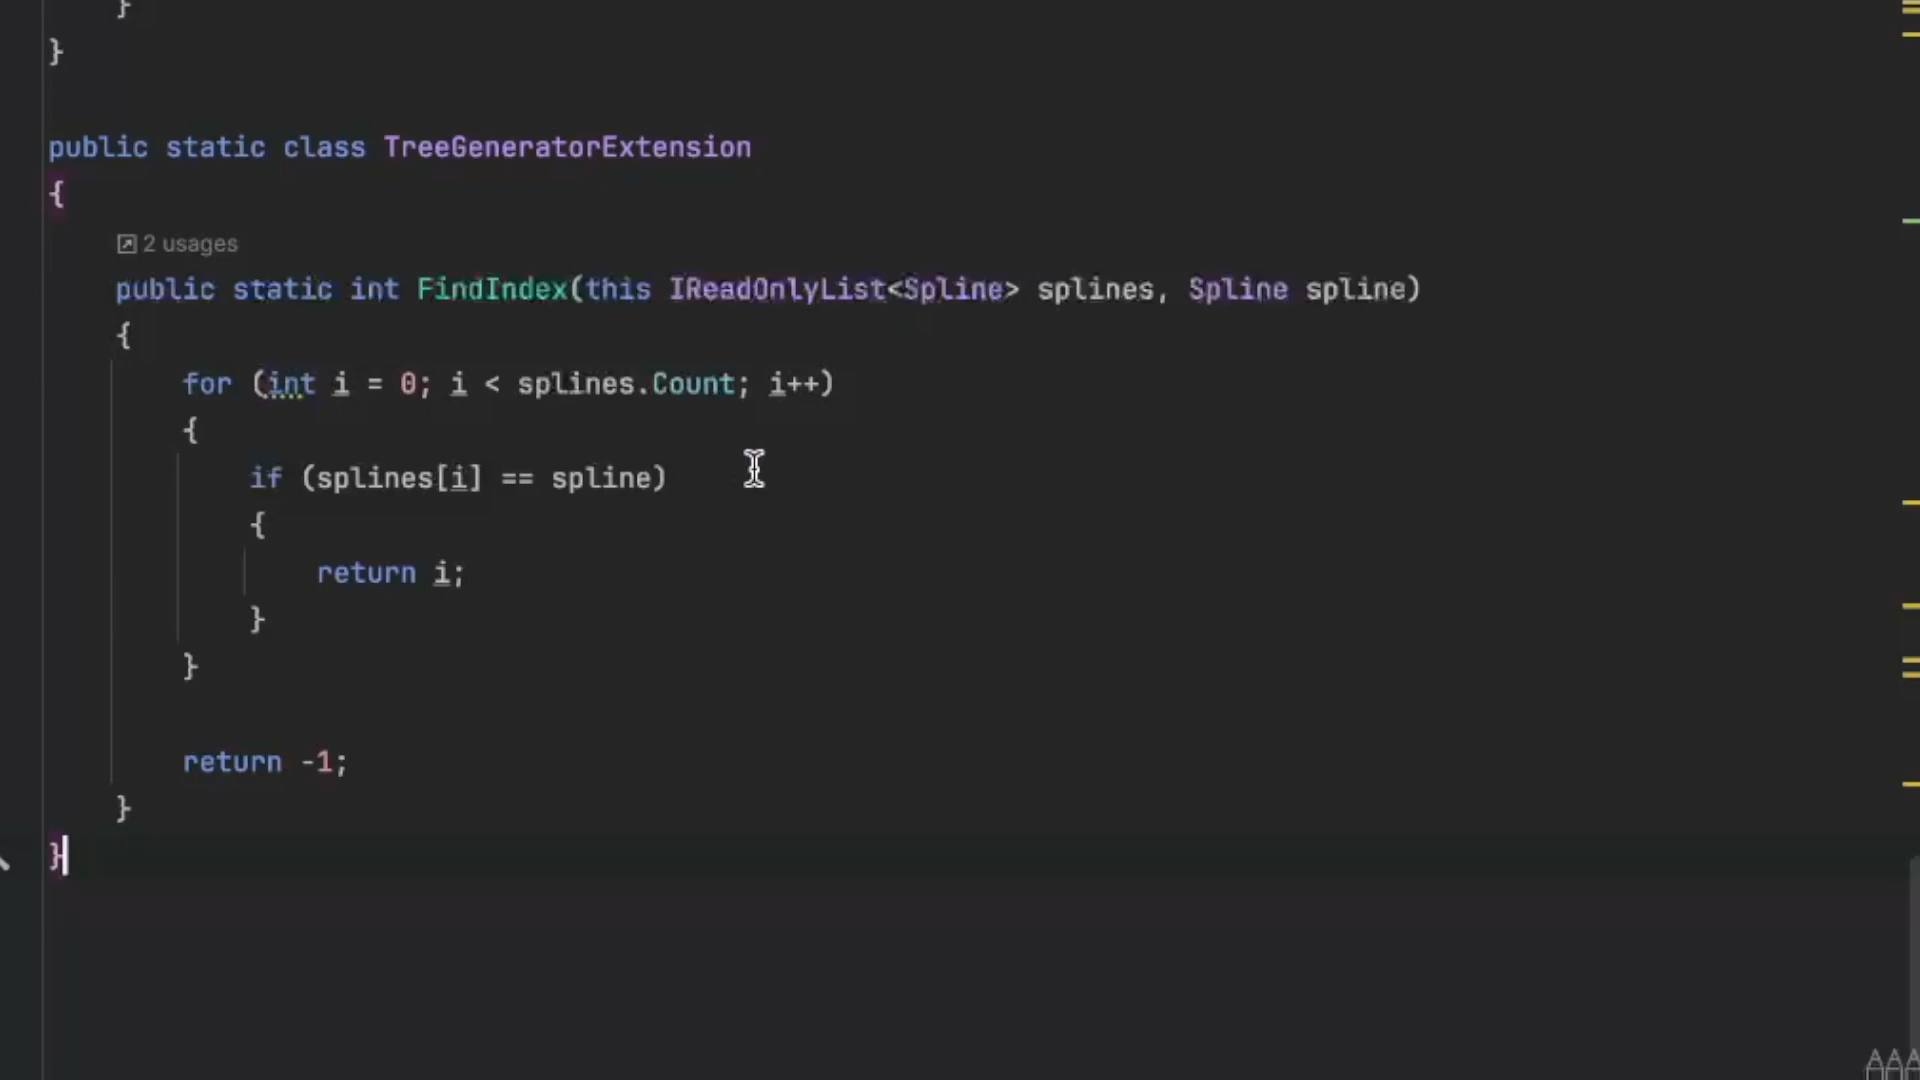 }
}
public static class TreeGeneratorExtension
{
2 usages
public static int FindIndex(this IReadOnlyList<Spline> splines, Spline spline)
{
for (int i = 0; i < splines.Count; i++)
{
if (splines[i] == spline)
{
return i;
}
}
return -1;
}
}